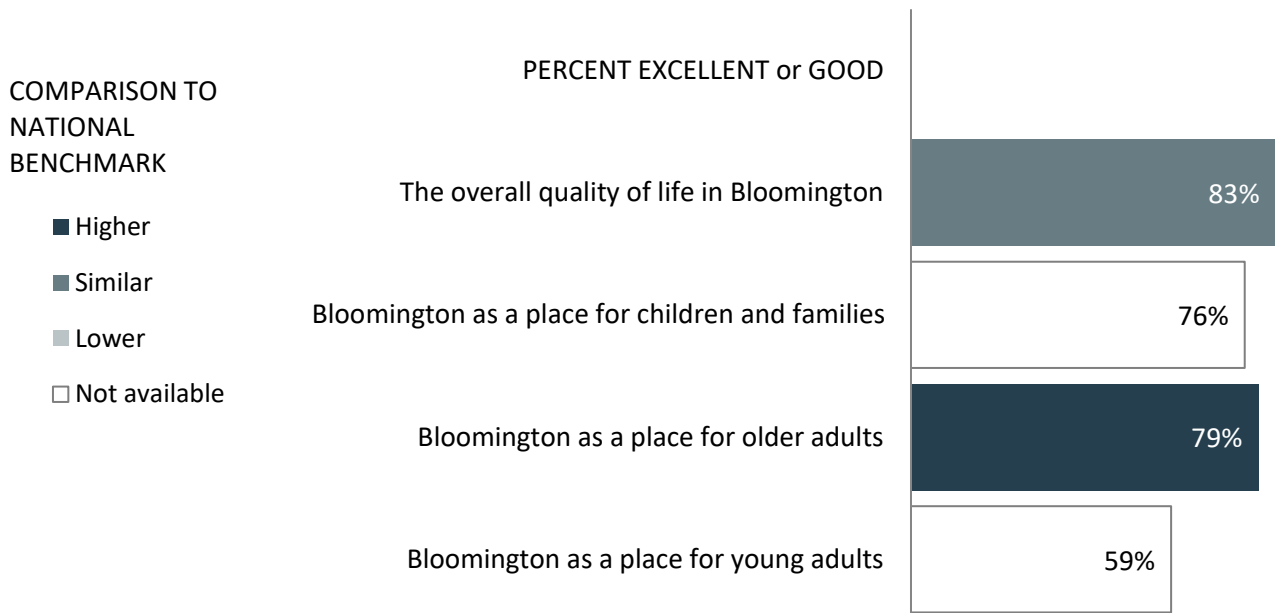 COMPARISON TO
NATIONAL
BENCHMARK
Higher
Similar
Lower
Not available
PERCENT EXCELLENT or GOOD
The overall quality of life in Bloomington
83%
Bloomington as a place for children and families
76%
Bloomington as a place for older adults
79%
Bloomington as a place for young adults
59%